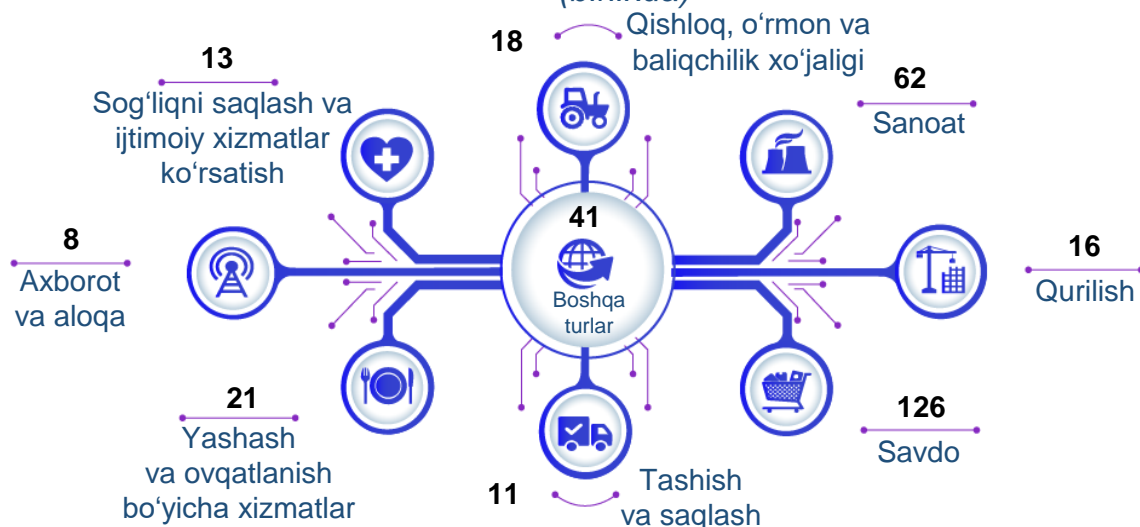 (birlikda)
18
Qishloq, o‘rmon va
baliqchilik xo‘jaligi
13
Sog‘liqni saqlash va
ijtimoiy xizmatlar
ko‘rsatish
62
Sanoat
41
Boshqa
turlar
8
Axborot
va aloqa
16
Qurilish
21
Yashash
va ovqatlanish
bo‘yicha xizmatlar
126
Savdo
11
Tashish
va saqlash